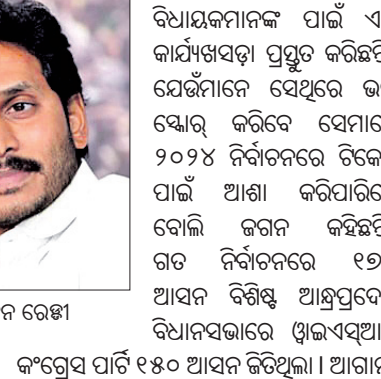 ବିଧାୟକମାନଙ୍କ ପାଇଁ ଏ
କାର୍ଯ୍ୟଖସଡ଼ା ପ୍ରସ୍ତୁତ କରିଛନ୍ତି
ଯେଉଁମାନେ ସେଥିରେ ଭ
ସ୍କୋର୍ କରିବେ ସେମାନେ
୨୦୨୪ ନିର୍ବାଚନରେ ଟିକେ
ପାଇଁ ଆଶା କରିପାରିବେ
ବୋଲି ଜଗନ କହିଛନ୍ତି
ଗତ ନିର୍ବାଚନରେ ୧୭
ଆସନ ବିଶିଷ୍ଟ ଆନ୍ଧ୍ରପ୍ରଦେ
ନ ରେଡ୍ଡୀ
ବିଧାନସଭାରେ ୱାଇଏସ୍ଆ
କଂଗ୍ରେସ ପାର୍ଟି ୧୫୦ ଆସନ ଜିତିଥିଲା । ଆଗା